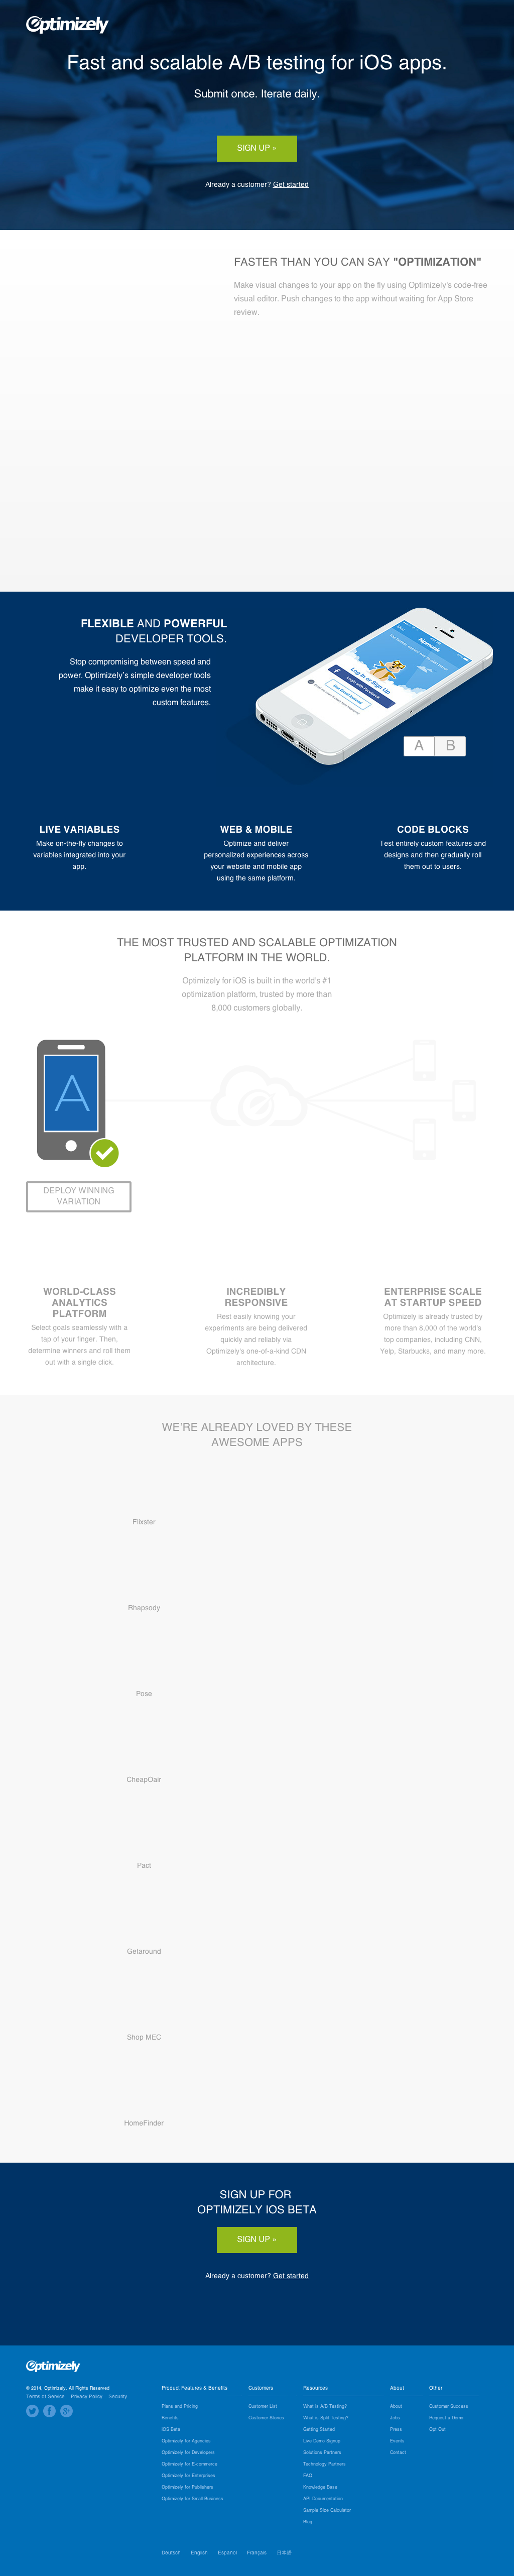 Optimizely
Fast and scalable A/B testing for iOS apps.
Submit once. Iterate daily.
SIGN UP »
Already a customer? Get started
FASTER THAN YOU CAN SAY "OPTIMIZATION"
Make visual changes to your app on the fly using Optimizely's code-free
visual editor. Push changes to the app without waiting for App Store
review.
FLEXIBLE AND POWERFUL
DEVELOPER TOOLS.
Stop compromising between speed and
power. Optimizely's simple developer tools
make it easy to optimize even the most
custom features.
Hipmunk
Log In or Sign Up
A B
LIVE VARIABLES
Make on-the-fly changes to
variables integrated into your
app.
WEB & MOBILE
Optimize and deliver
personalized experiences across
your website and mobile app
using the same platform.
CODE BLOCKS
Test entirely custom features and
designs and then gradually roll
them out to users.
THE MOST TRUSTED AND SCALABLE OPTIMIZATION
PLATFORM IN THE WORLD.
Optimizely for iOS is built in the world's #1
optimization platform, trusted by more than
8,000 customers globally.
A
DEPLOY WINNING
VARIATION
WORLD-CLASS
ANALYTICS
PLATFORM
Select goals seamlessly with a
tap of your finger. Then,
determine winners and roll them
out with a single click.
INCREDIBLY
RESPONSIVE
Rest easily knowing your
experiments are being delivered
quickly and reliably via
Optimizely's one-of-a-kind CDN
architecture.
ENTERPRISE SCALE
AT STARTUP SPEED
Optimizely is already trusted by
more than 8,000 of the world's
top companies, including CNN,
Yelp, Starbucks, and many more.
WE'RE ALREADY LOVED BY THESE
AWESOME APPS
Flixster
Rhapsody
Pose
CheapOair
Pact
Getaround
Shop MEC
HomeFinder
SIGN UP FOR
OPTIMIZELY IOS BETA
SIGN UP »
Already a customer? Get started
Optimizely
© 2014, Optimizely. All Rights Reserved
Terms of Service Privacy Policy Security
Product Features & Benefits
Plans and Pricing
Benefits
iOS Beta
Optimizely for Agencies
Optimizely for Developers
Optimizely for E-commerce
Optimizely for Enterprises
Optimizely for Publishers
Optimizely for Small Business
Customers
Customer List
Customer Stories
Resources
What is A/B Testing?
What is Split Testing?
Getting Started
Live Demo Signup
Solutions Partners
Technology Partners
FAQ
Knowledge Base
API Documentation
Sample Size Calculator
Blog
About
About
Jobs
Press
Events
Contact
Other
Customer Success
Request a Demo
Opt Out
Deutsch English Español Français 日本語